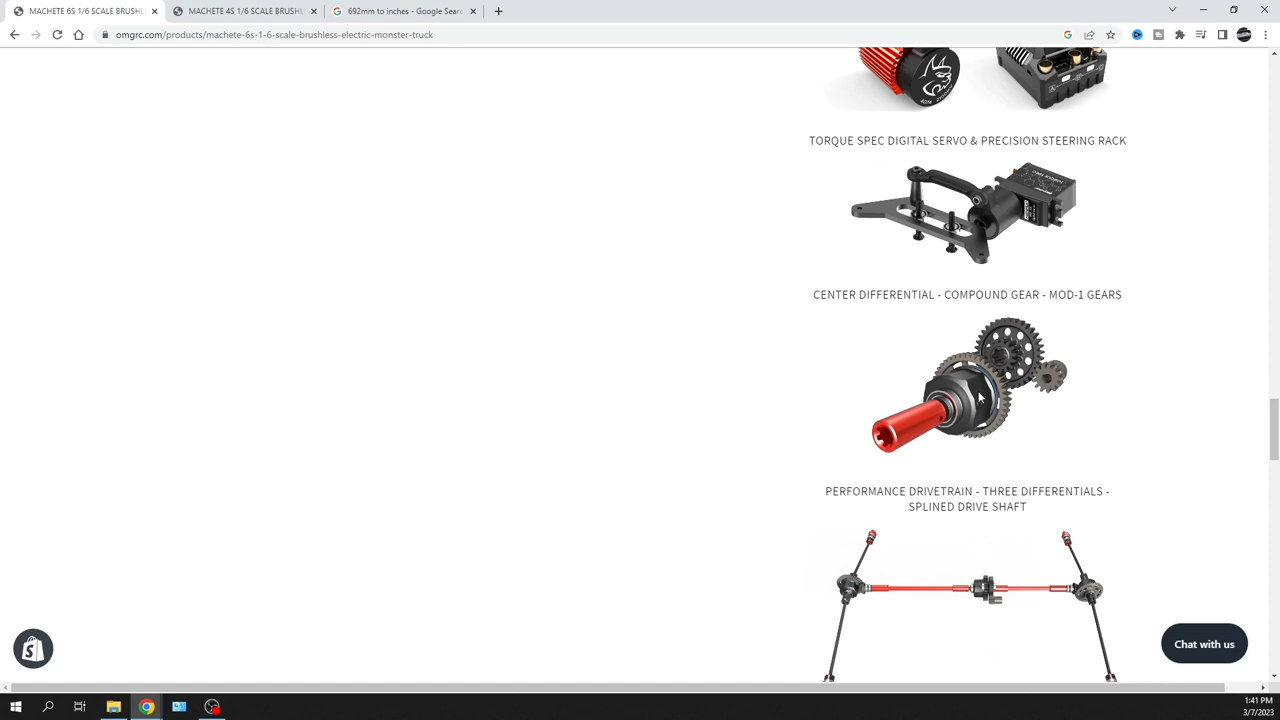 MACHETE 6S 1/6 SCALE BRUSHL
MACHETE 4S 1/6 SCALE BRUSHL
692mm to inches - Google Searc
omgrc.com/products/machete-6s-1-6-scale-brushless-electric-monster-truck
TORQUE SPEC DIGITAL SERVO & PRECISION STEERING RACK
CENTER DIFFERENTIAL - COMPOUND GEAR - MOD-1 GEARS
PERFORMANCE DRIVETRAIN - THREE DIFFERENTIALS -
SPLINED DRIVE SHAFT
Chat with us
1:41 PM
3/7/2023